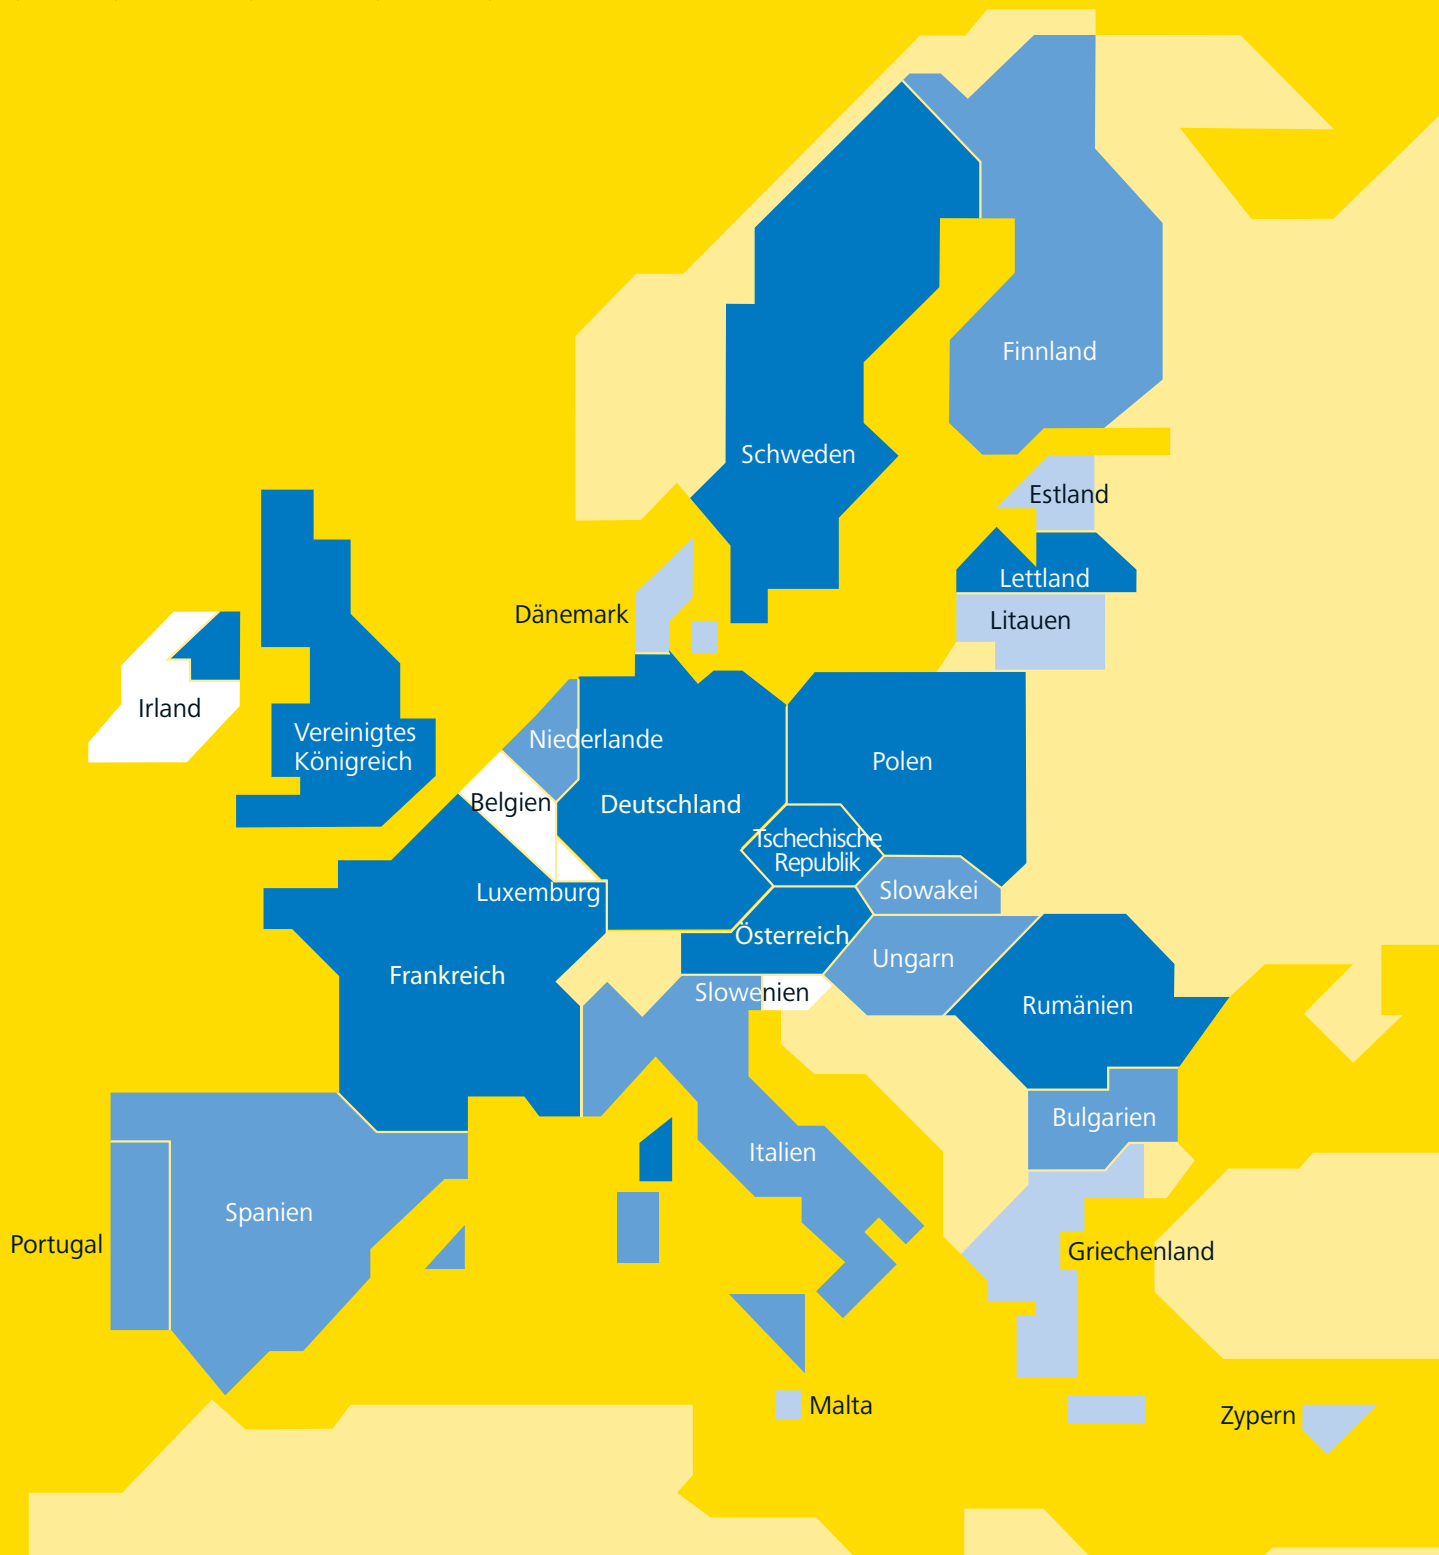 Finnland
Schweden
Estland
Lettland
Dänemark
Litauen
Irland
Vereinigtes
Königreich
Niederlande
Polen
Belgien
Deutschland
Tschechische
Republik
Luxemburg
Slowakei
Österreich
Ungarn
Frankreich
Slowenien
Rumänien
Bulgarien
Italien
Spanien
Portugal
Griechenland
Malta
Zypern